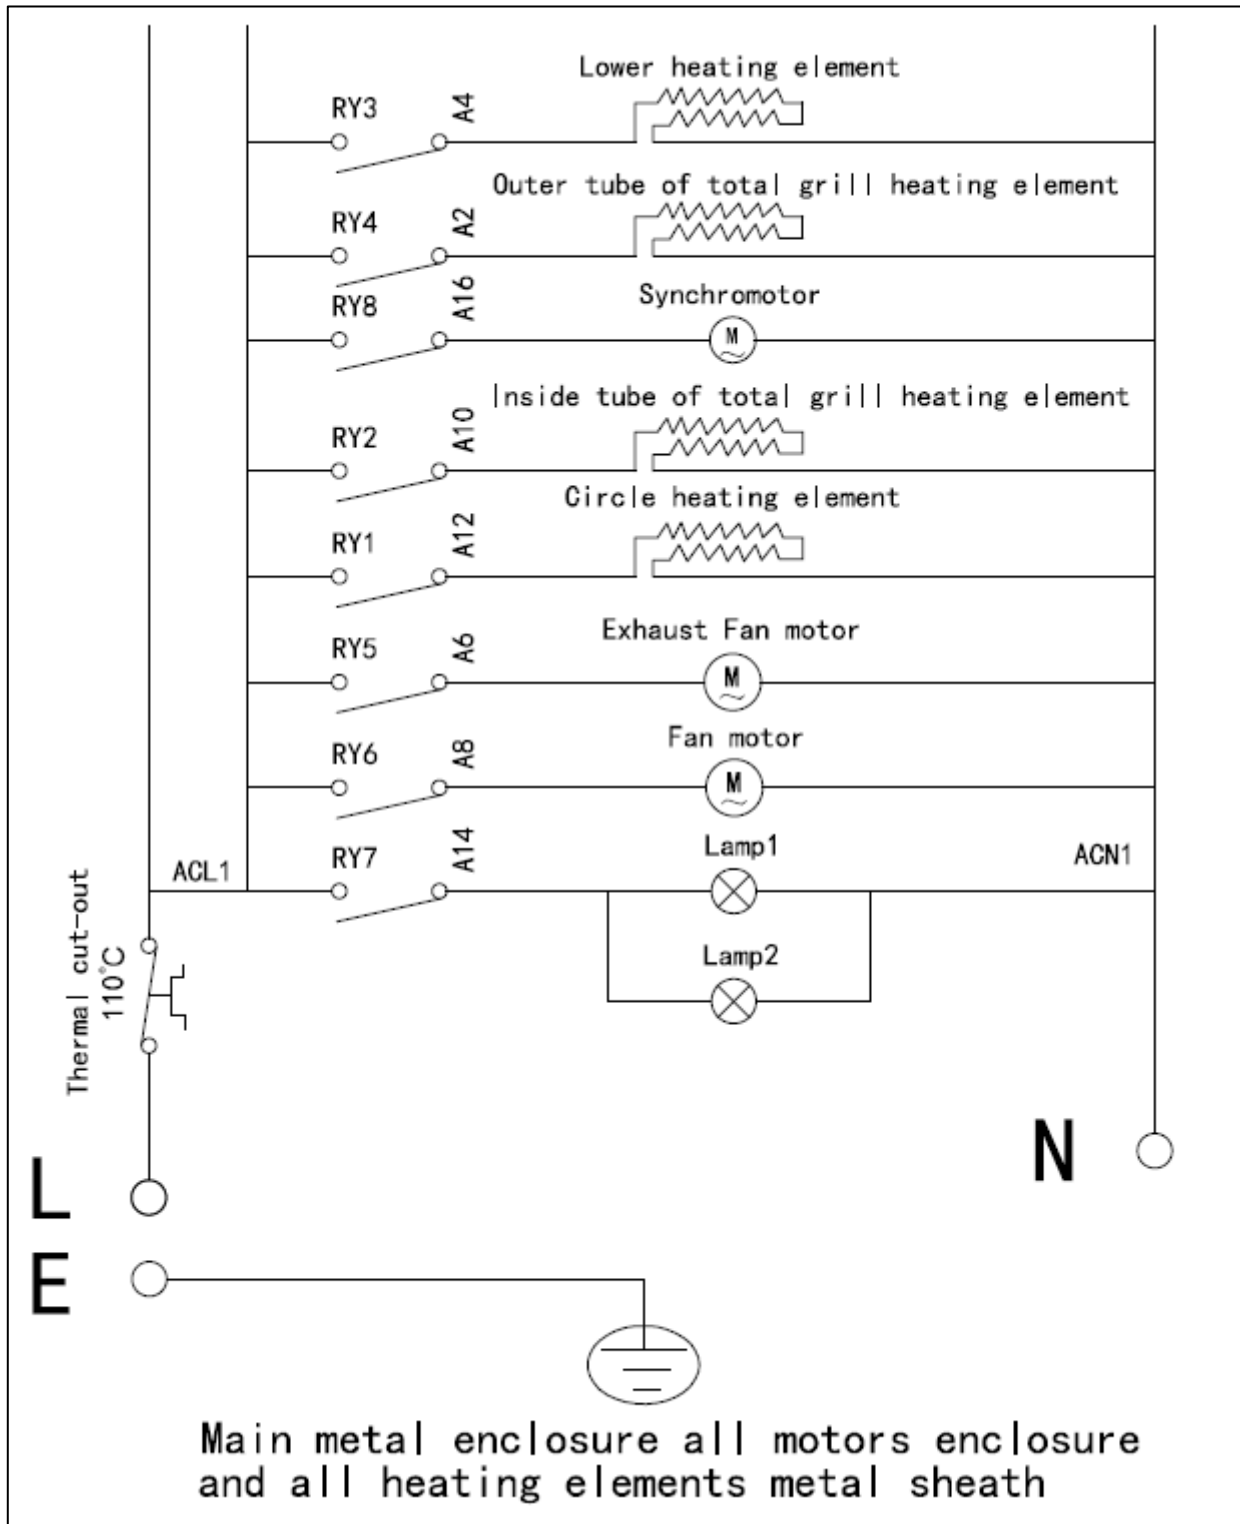 Lower heating element
RY3
A4
Outer tube of total grill heating element
RY4
A2
Synchromotor
RY8
A16
M
Inside tube of total grill heating element
RY2
A10
Circle heating element
RY1
A12
Exhaust Fan motor
RY5
A6
M
Fan motor
RY6
A8
M
Lamp1
ACL1
RY7
A14
ACN1
Lamp2
Thermal cut-out
110°C
N
L
E
Main metal enclosure all motors enclosure
and all heating elements metal sheath